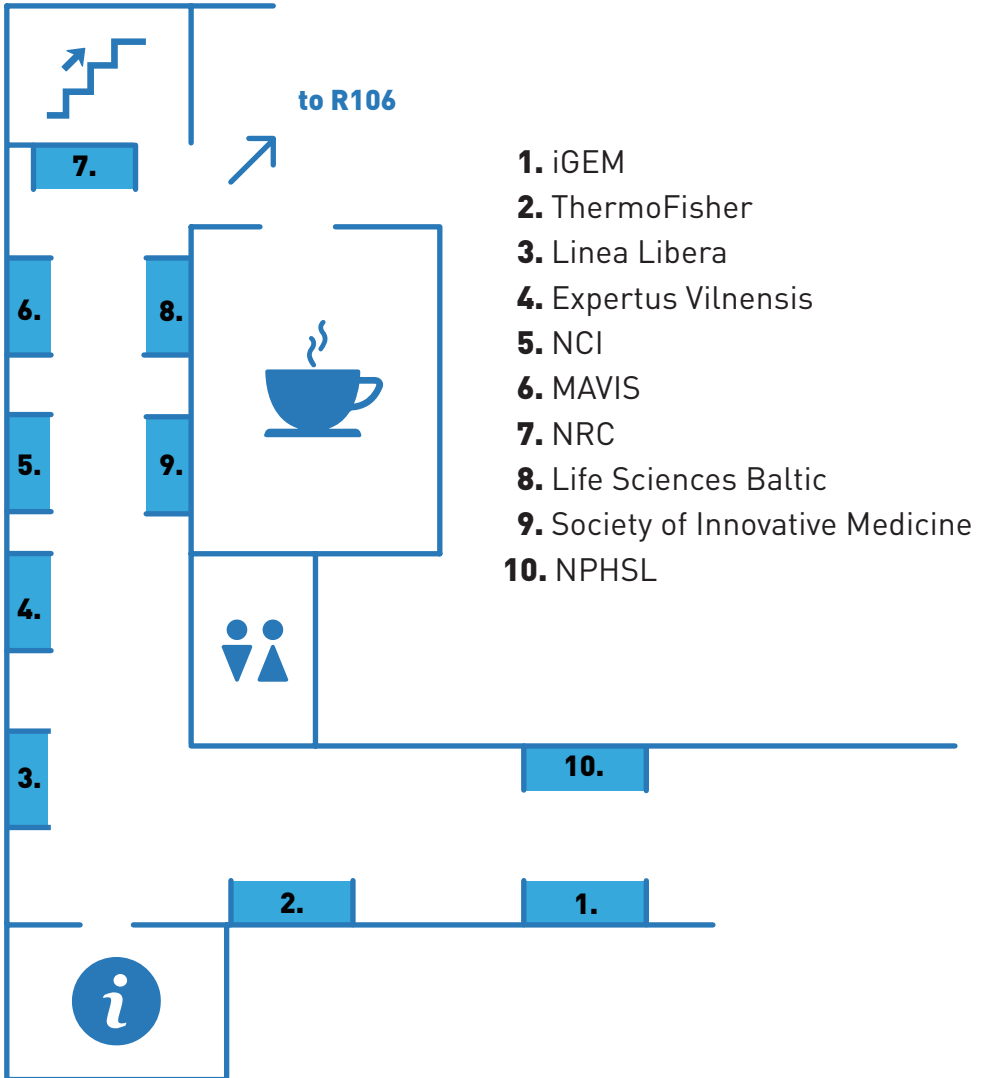 to R106
7.
6.
8.
5.
9.
4.
3.
10.
2.
1.
i
1. iGEM
2. ThermoFisher
3. Linea Libera
4. Expertus Vilnensis
5. NCI
6. MAVIS
7. NRC
8. Life Sciences Baltic
9. Society of Innovative Medicine
10. NPHSL